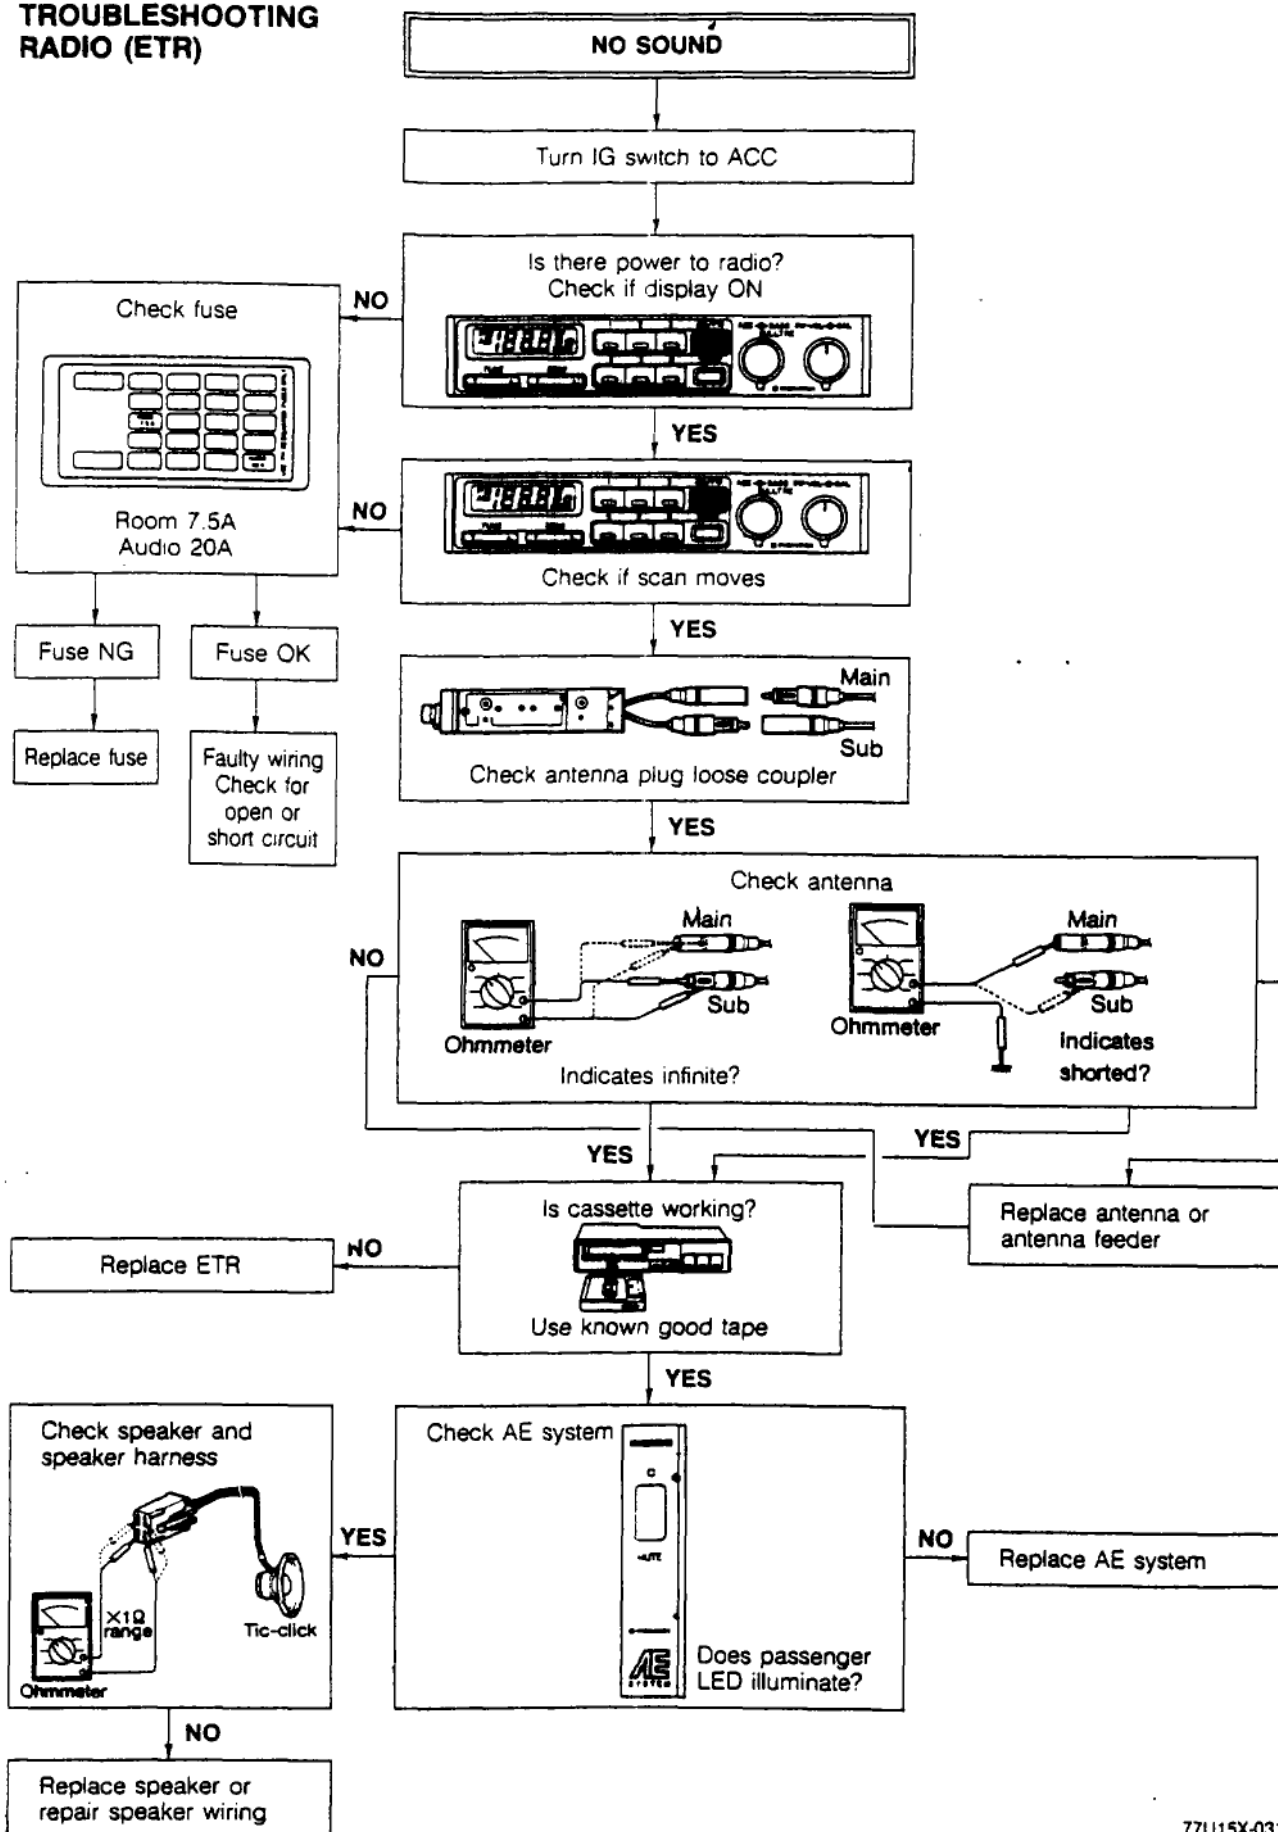 TROUBLESHOOTING
RADIO (ETR)
NO SOUND
Turn IG switch to ACC
Is there power to radio?
Check if display ON
NO
Check fuse
Room 7.5A
Audio 20A
YES
NO
Check if scan moves
YES
Fuse NG
Fuse OK
Replace fuse
Faulty wiring
Check for
open or
short circuit
Main
Sub
Check antenna plug loose coupler
YES
Check antenna
NO
Main
Sub
Ohmmeter
Indicates infinite?
Main
Sub
Ohmmeter
Indicates
shorted?
YES
YES
Replace antenna or
antenna feeder
Is cassette working?
Use known good tape
NO
Replace ETR
YES
Check AE system
MUTE
AE
SYSTEM
Does passenger
LED illuminate?
NO
Replace AE system
YES
Check speaker and
speaker harness
X1Ω
range
Tic-click
Ohmmeter
NO
Replace speaker or
repair speaker wiring